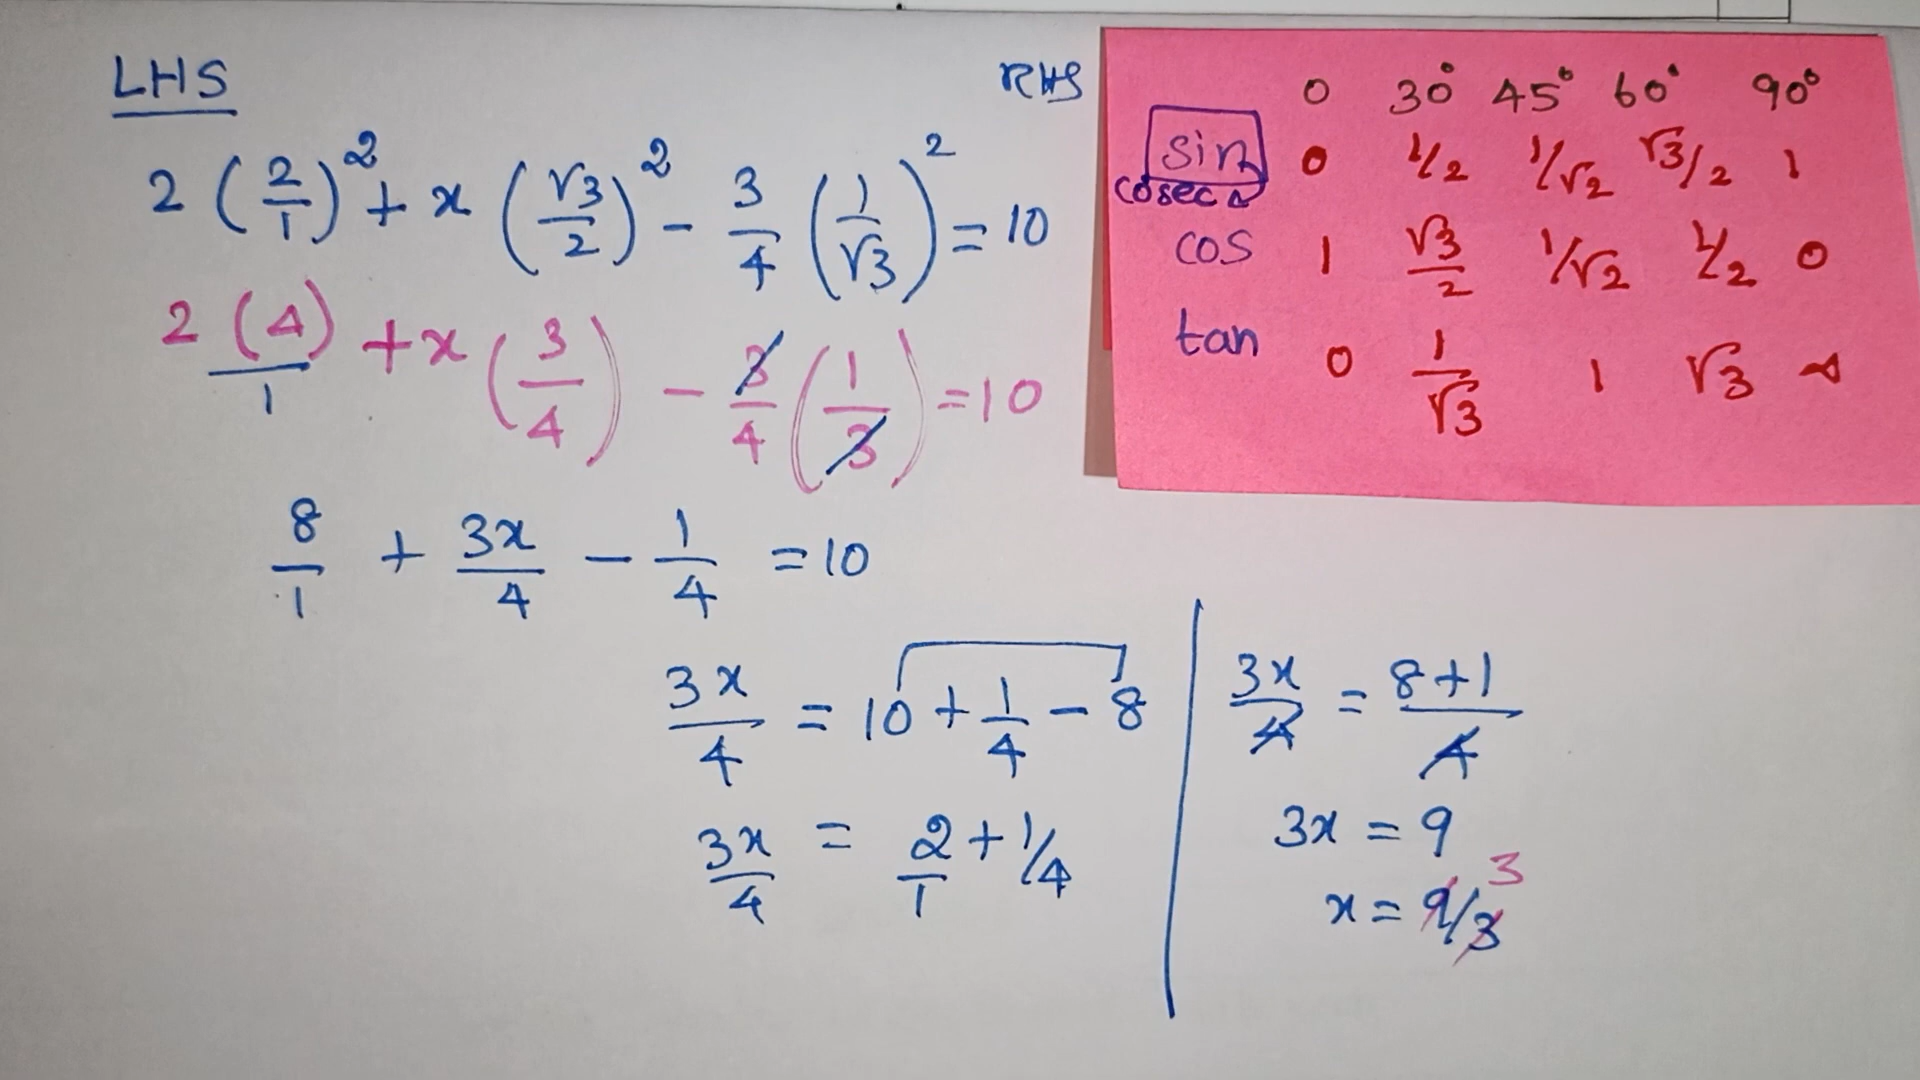 LHS RHS
2 (2/1)² + x (√3/2)² - 3/4 (1/√3)² = 10
2 (4)/1 + x (3/4) - 3/4 (1/3) = 10
8/1 + 3x/4 - 1/4 = 10
3x/4 = 10 + 1/4 - 8
3x/4 = 2/1 + 1/4
3x/4 = 8+1/4
3x = 9
x = 9/3 3
0 30° 45° 60° 90°
sin 0 1/2 1/√2 √3/2 1
cosec
cos 1 √3/2 1/√2 1/2 0
tan 0 1/√3 1 √3 ∝